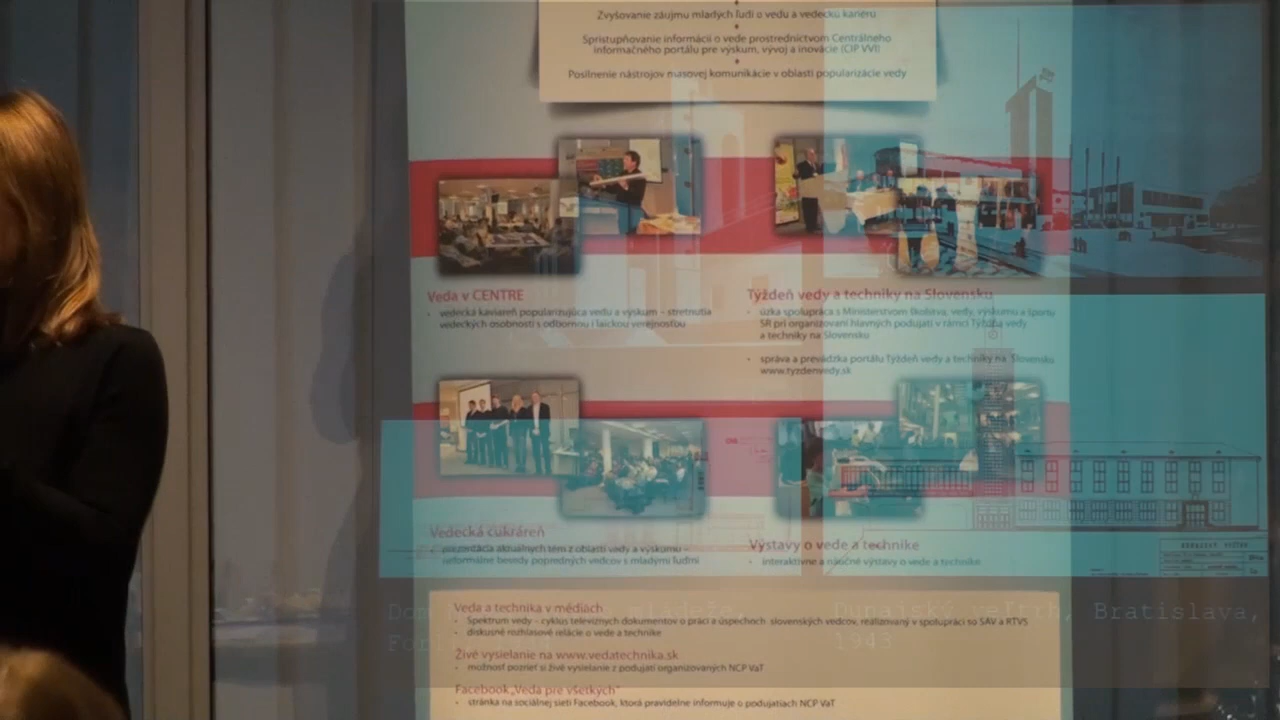 Zvyšovanie záujmu mladých ľudí o vedu a vedeckú kariéru
Sprístupňovanie informácií o vede prostredníctvom Centrálneho
informačného portálu pre výskum, vývoj a inovácie (CIP VVI)
Posilnenie nástrojov masovej komunikácie v oblasti popularizácie vedy
Veda v CENTRE
• vedecká kaviareň popularizujúca vedu a výskum – stretnutia
vedeckých osobností s odbornou i laickou verejnosťou
Týždeň vedy a techniky na Slovensku
• úzka spolupráca s Ministerstvom školstva, vedy, výskumu a športu
SR pri organizovaní hlavných podujatí v rámci Týždňa vedy
a techniky na Slovensku
• správa a prevádzka portálu Týždeň vedy a techniky na Slovensku
www.tyzdenvedy.sk
Vedecká cukráreň
• prezentácia aktuálnych tém z oblasti vedy a výskumu –
neformálne besedy popredných vedcov s mladými ľuďmi
Výstavy o vede a technike
• interaktívne a náučné výstavy o vede a technike
DUNAJSKÝ VEĽTRH
Veda a technika v médiách
• Spektrum vedy – cyklus televíznych dokumentov o práci a úspechoch slovenských vedcov, realizovaný v spolupráci so SAV a RTVS
• diskusné rozhlasové relácie o vede a technike
mládeža,
Dunajský veľtrh, Bratislava,
1943
Živé vysielanie na www.vedatechnika.sk
• možnosť pozrieť si živé vysielanie z podujatí organizovaných NCP VaT
Facebook „Veda pre všetkých“
• stránka na sociálnej sieti Facebook, ktorá pravidelne informuje o podujatiach NCP VaT